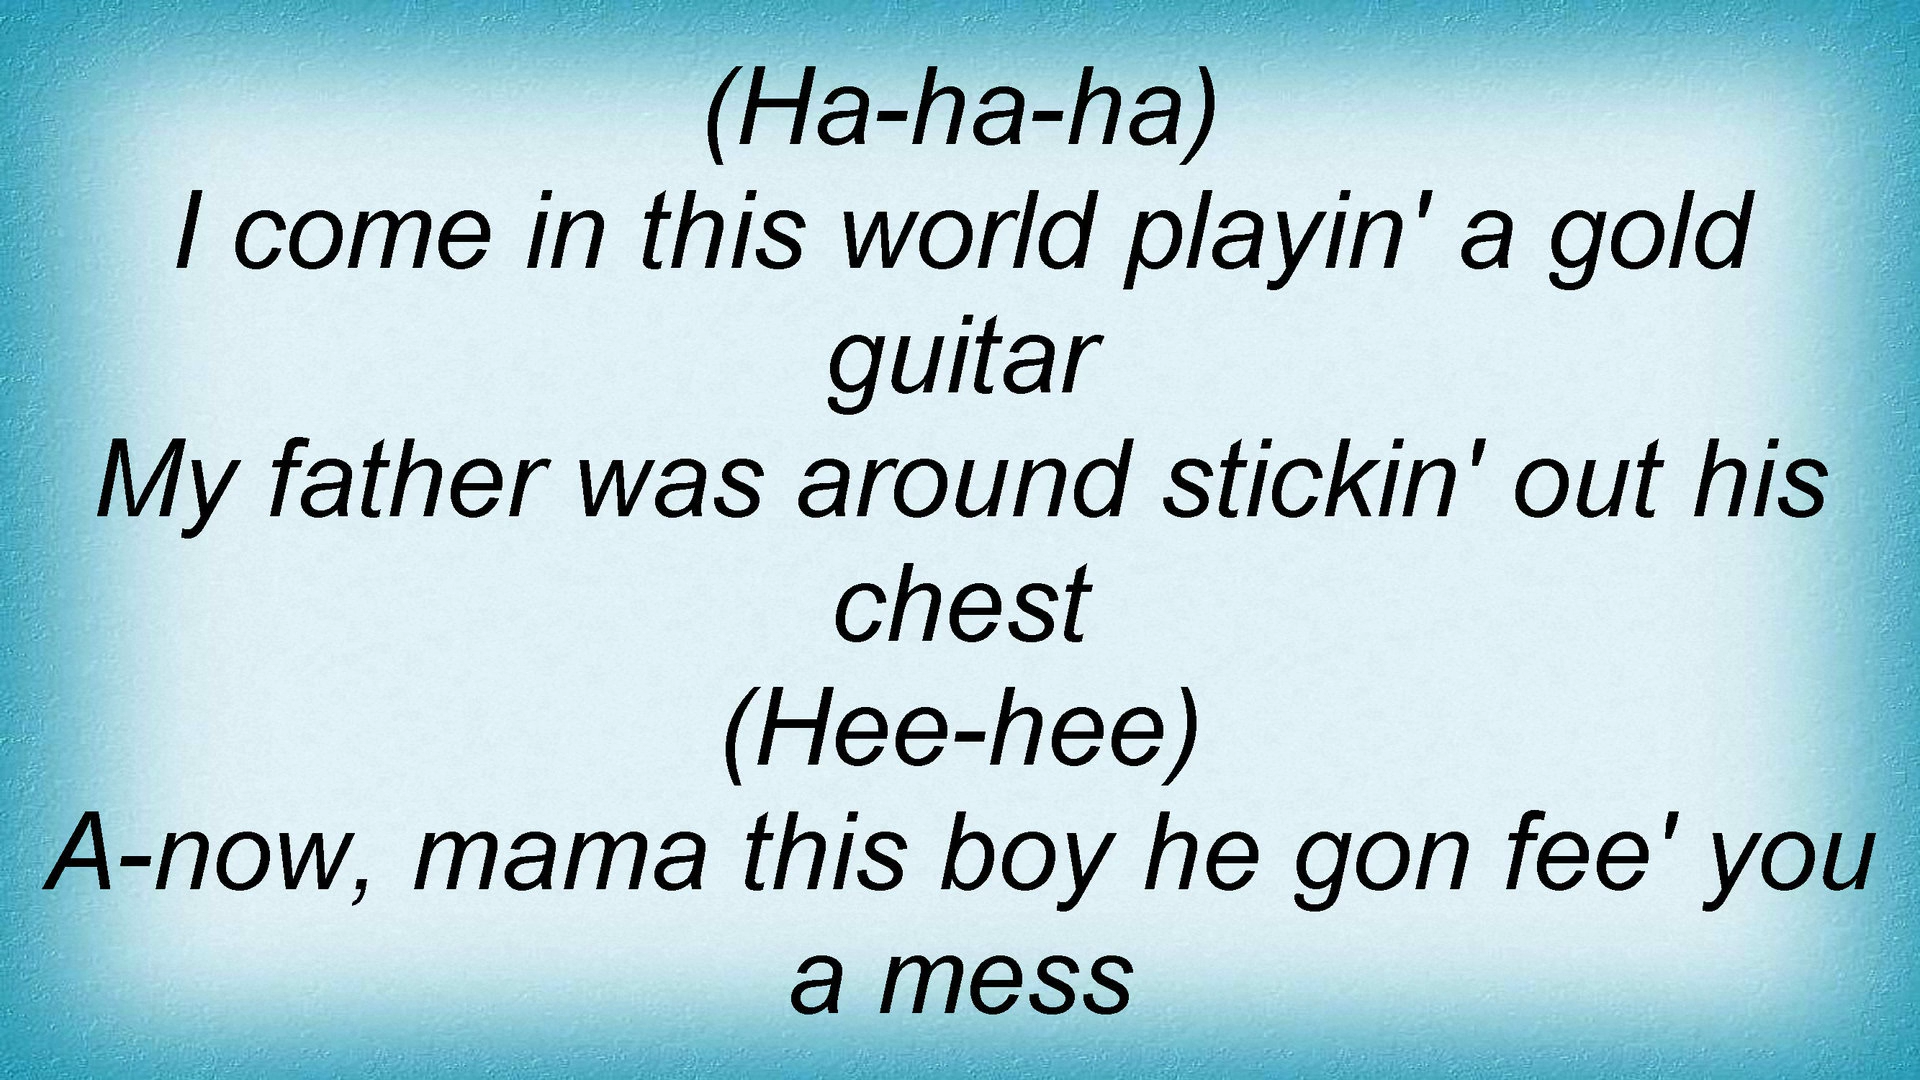 (Ha-ha-ha)
I come in this world playin' a gold
guitar
My father was around stickin' out his
chest
(Hee-hee)
A-now, mama this boy he gon fee' you
a mess